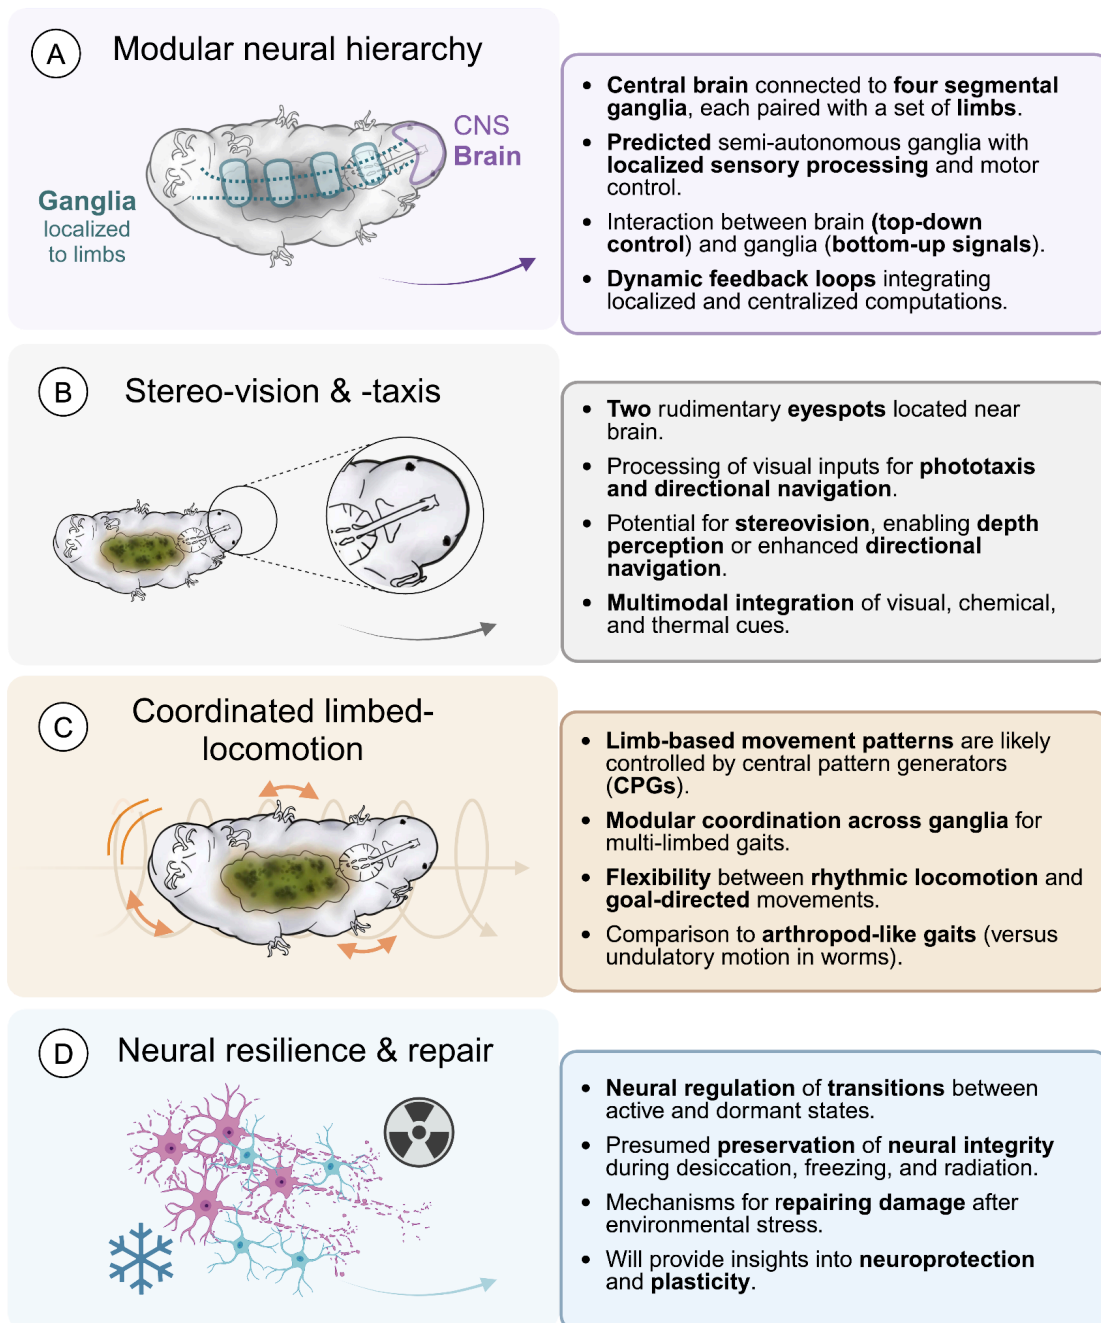 A
Modular neural hierarchy
CNS
Brain
Ganglia
localized
to limbs
• Central brain connected to four segmental
ganglia, each paired with a set of limbs.
• Predicted semi-autonomous ganglia with
localized sensory processing and motor
control.
• Interaction between brain (top-down
control) and ganglia (bottom-up signals).
• Dynamic feedback loops integrating
localized and centralized computations.
B
Stereo-vision & -taxis
• Two rudimentary eyespots located near
brain.
• Processing of visual inputs for phototaxis
and directional navigation.
• Potential for stereovision, enabling depth
perception or enhanced directional
navigation.
• Multimodal integration of visual, chemical,
and thermal cues.
C
Coordinated limbed-
locomotion
• Limb-based movement patterns are likely
controlled by central pattern generators
(CPGs).
• Modular coordination across ganglia for
multi-limbed gaits.
• Flexibility between rhythmic locomotion and
goal-directed movements.
• Comparison to arthropod-like gaits (versus
undulatory motion in worms).
D
Neural resilience & repair
• Neural regulation of transitions between
active and dormant states.
• Presumed preservation of neural integrity
during desiccation, freezing, and radiation.
• Mechanisms for repairing damage after
environmental stress.
• Will provide insights into neuroprotection
and plasticity.